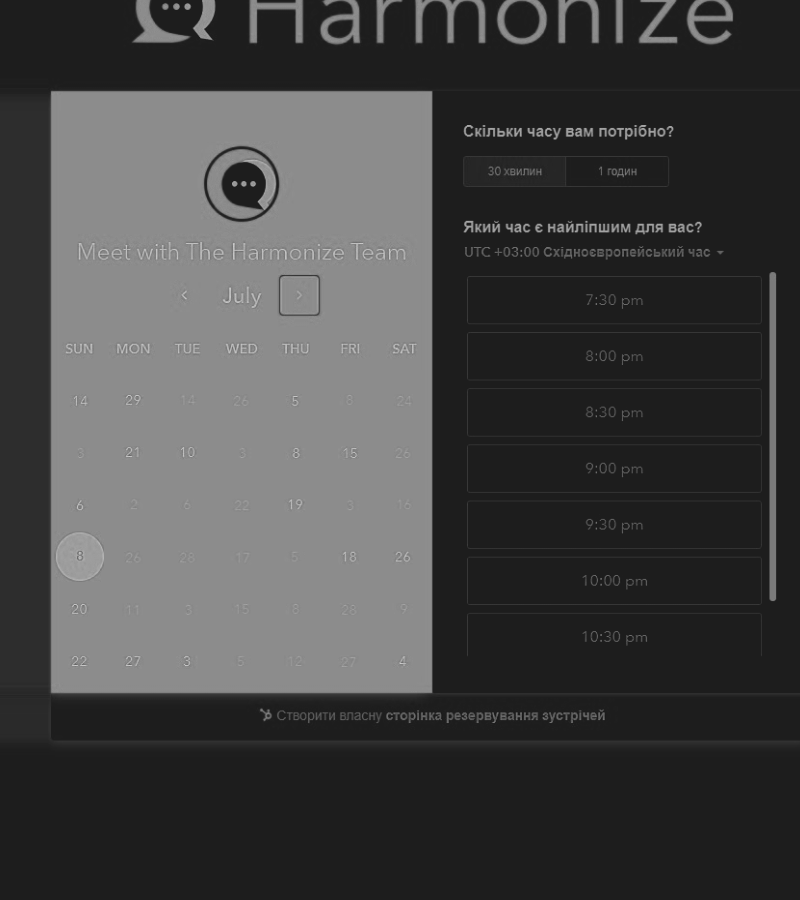 Harmonize
Meet with The Harmonize Team
July
SUN MON TUE WED THU FRI SAT
14 29 14 26 5 8 24
3 21 10 3 8 15 26
6 2 6 22 19 3 16
8 26 28 17 5 18 26
20 11 3 15 8 28 9
22 27 3 5 12 27 4
Скільки часу вам потрібно?
30 хвилин 1 годин
Який час є найліпшим для вас?
UTC +03:00 Східноєвропейський час
7:30 pm
8:00 pm
8:30 pm
9:00 pm
9:30 pm
10:00 pm
10:30 pm
Створити власну сторінка резервування зустрічей